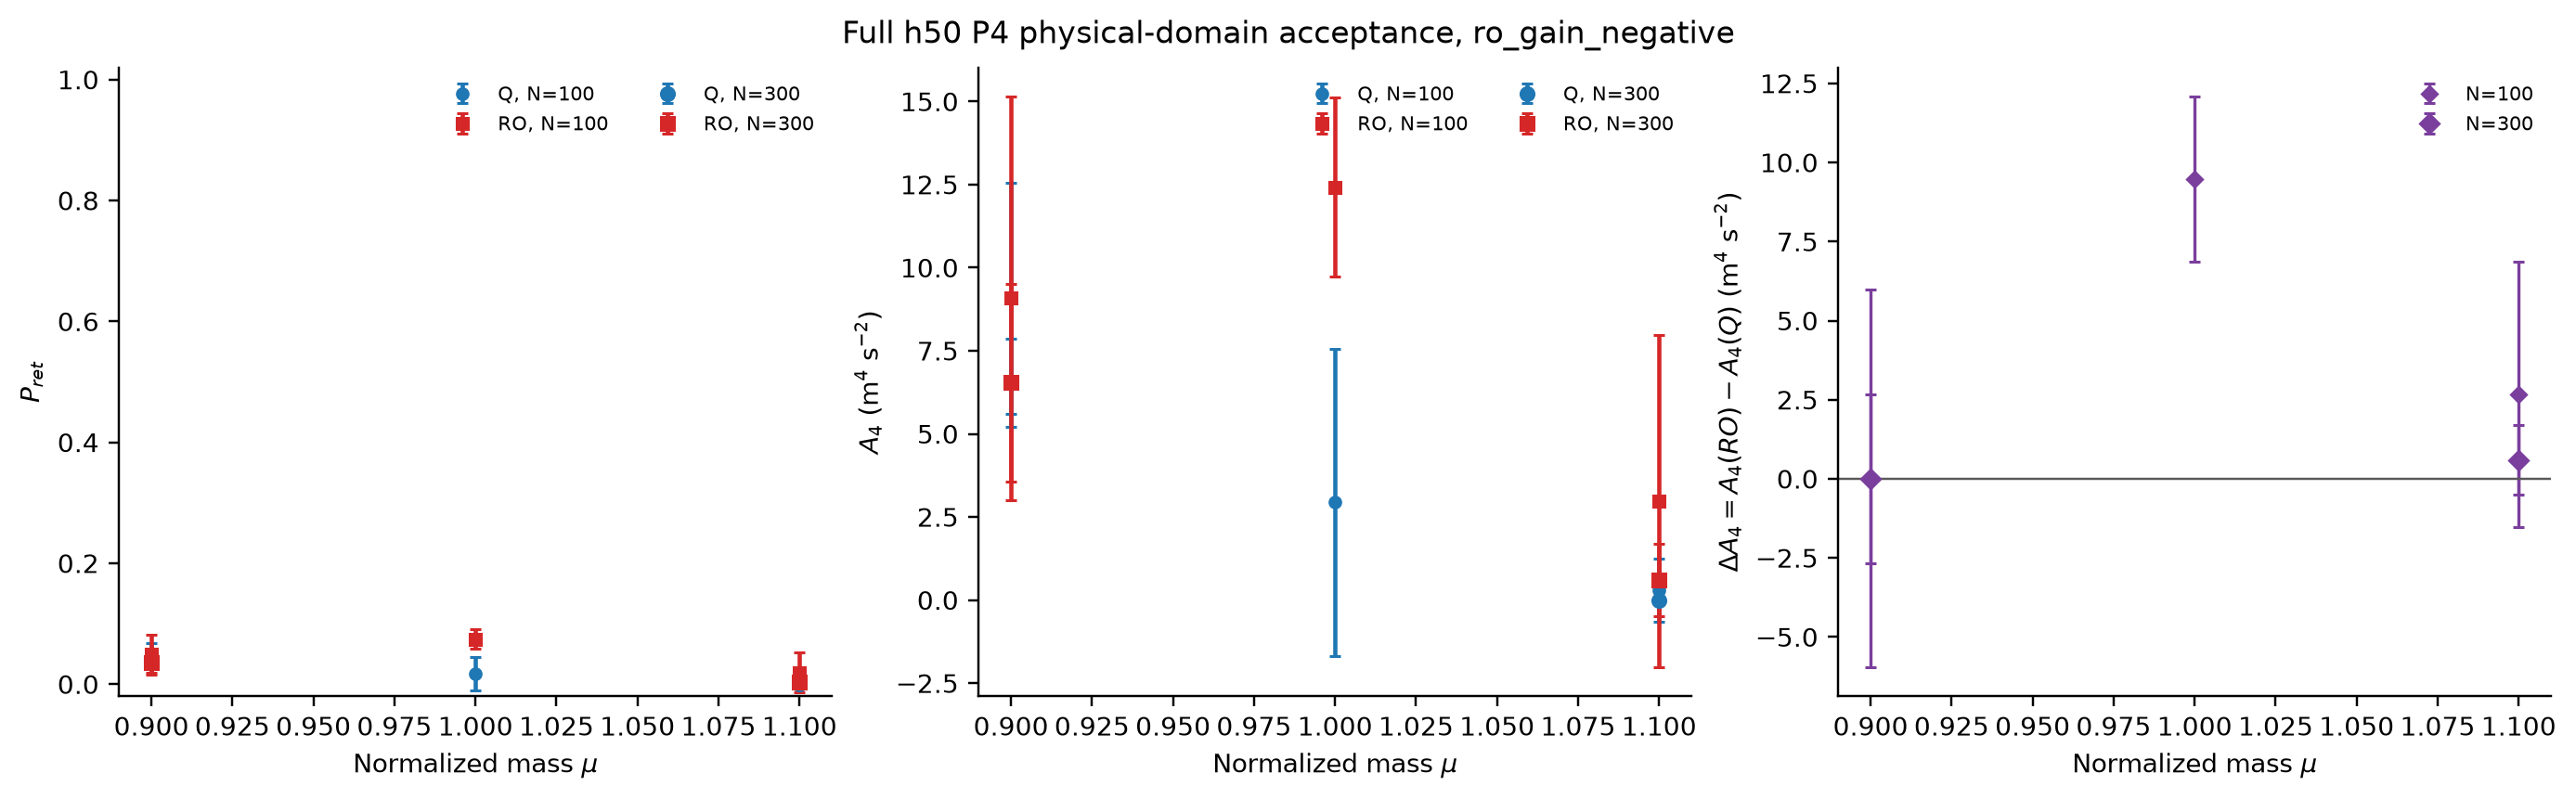 Full h50 P4 physical-domain acceptance, ro_gain_negative
1.0
0.8
0.6
0.4
0.2
0.0
P_ret
Q, N=100
RO, N=100
Q, N=300
RO, N=300
0.900 0.925 0.950 0.975 1.000 1.025 1.050 1.075 1.100
Normalized mass μ
15.0
12.5
10.0
7.5
5.0
2.5
0.0
−2.5
A₄ (m⁴ s⁻²)
Q, N=100
RO, N=100
Q, N=300
RO, N=300
0.900 0.925 0.950 0.975 1.000 1.025 1.050 1.075 1.100
Normalized mass μ
12.5
10.0
7.5
5.0
2.5
0.0
−2.5
−5.0
ΔA₄ = A₄(RO) − A₄(Q) (m⁴ s⁻²)
N=100
N=300
0.900 0.925 0.950 0.975 1.000 1.025 1.050 1.075 1.100
Normalized mass μ